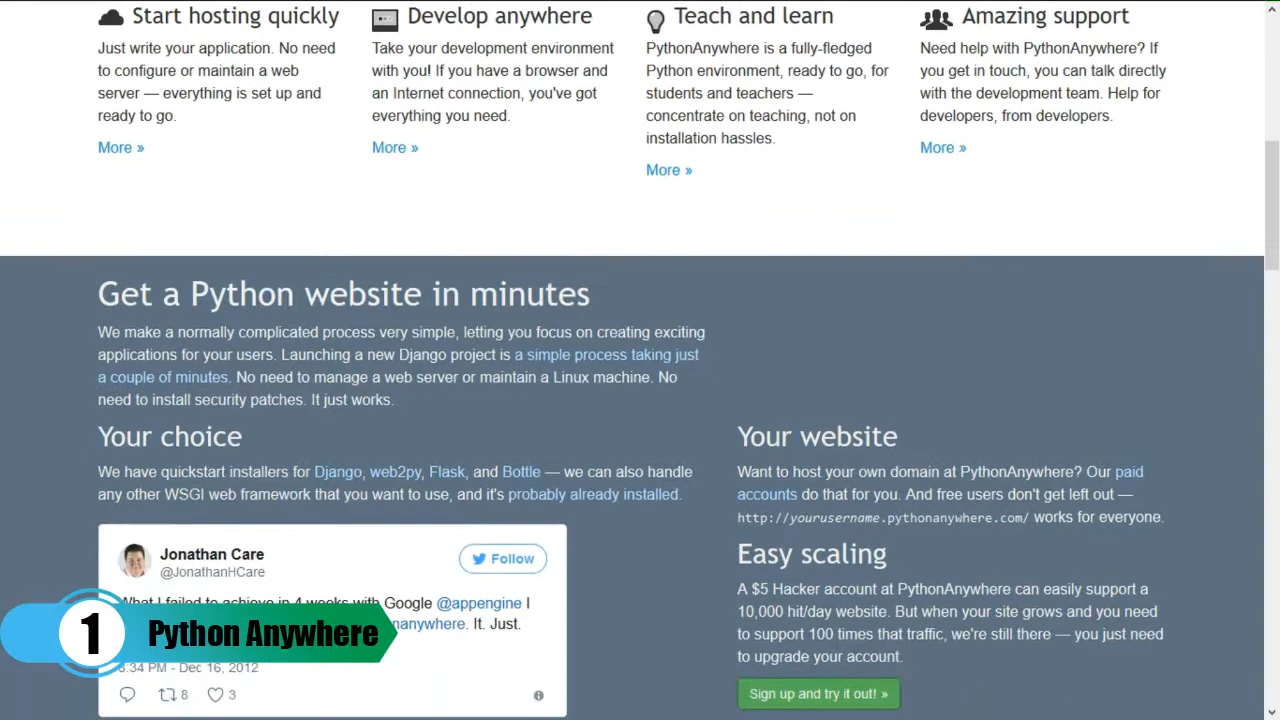 Start hosting quickly
Just write your application. No need
to configure or maintain a web
server — everything is set up and
ready to go.
More »
Develop anywhere
Take your development environment
with you! If you have a browser and
an Internet connection, you've got
everything you need.
More »
Teach and learn
PythonAnywhere is a fully-fledged
Python environment, ready to go, for
students and teachers —
concentrate on teaching, not on
installation hassles.
More »
Amazing support
Need help with PythonAnywhere? If
you get in touch, you can talk directly
with the development team. Help for
developers, from developers.
More »
Get a Python website in minutes
We make a normally complicated process very simple, letting you focus on creating exciting
applications for your users. Launching a new Django project is a simple process taking just
a couple of minutes. No need to manage a web server or maintain a Linux machine. No
need to install security patches. It just works.
Your choice
We have quickstart installers for Django, web2py, Flask, and Bottle — we can also handle
any other WSGI web framework that you want to use, and it's probably already installed.
Jonathan Care
@JonathanHCare
Follow
What I failed to achieve in 4 weeks with Google @appengine I
nanywhere. It. Just.
3:34 PM - Dec 16, 2012
8
3
Your website
Want to host your own domain at PythonAnywhere? Our paid
accounts do that for you. And free users don't get left out —
http://yourusername.pythonanywhere.com/ works for everyone.
Easy scaling
A $5 Hacker account at PythonAnywhere can easily support a
10,000 hit/day website. But when your site grows and you need
to support 100 times that traffic, we're still there — you just need
to upgrade your account.
Sign up and try it out! »
1
Python Anywhere